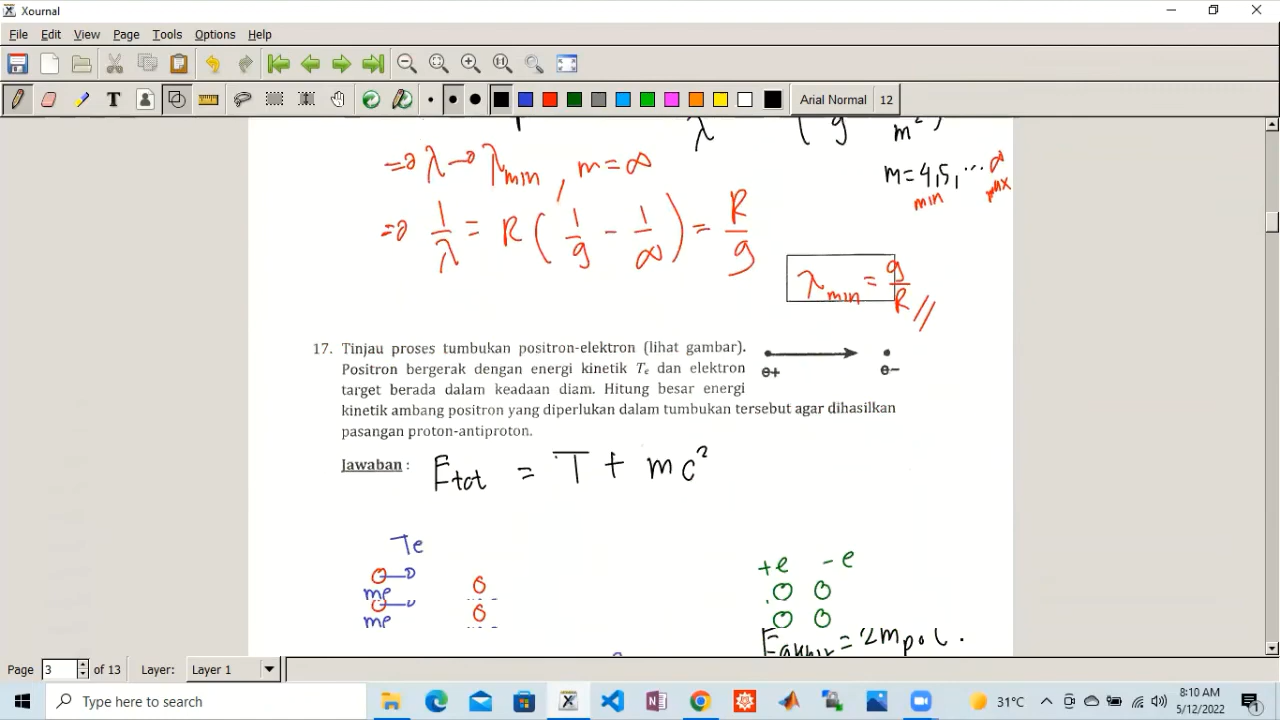 Xournal
File Edit View Page Tools Options Help
Arial Normal 12
λ
m²
⇒ λ → λmin , m = ∞
m = 4,5, ... ∞
min max
⇒ 1/λ = R ( 1/9 - 1/∞ ) = R/9
λmin = 9/R //
17. Tinjau proses tumbukan positron-elektron (lihat gambar).
Positron bergerak dengan energi kinetik Te dan elektron
target berada dalam keadaan diam. Hitung besar energi
kinetik ambang positron yang diperlukan dalam tumbukan tersebut agar dihasilkan
pasangan proton-antiproton.
e+ e−
Jawaban : Etot = T + mc²
Te
+e -e
me
me
Eakhir = 2mpoc.
Page 3 of 13 Layer: Layer 1
Type here to search
31°C
8:10 AM
5/12/2022